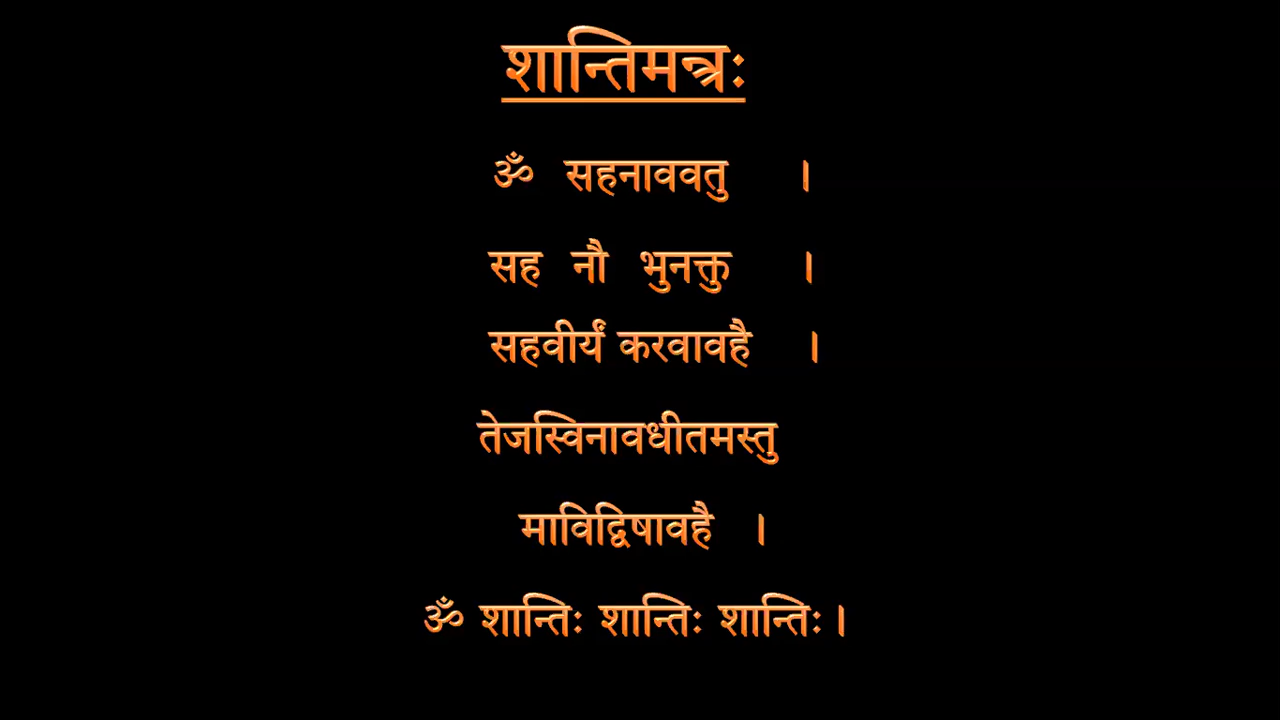 शान्तिमन्त्रः
ॐ सहनाववतु ।
सह नौ भुनक्तु ।
सहवीर्यं करवावहै ।
तेजस्विनावधीतमस्तु
माविद्विषावहै ।
ॐ शान्तिः शान्तिः शान्तिः ।